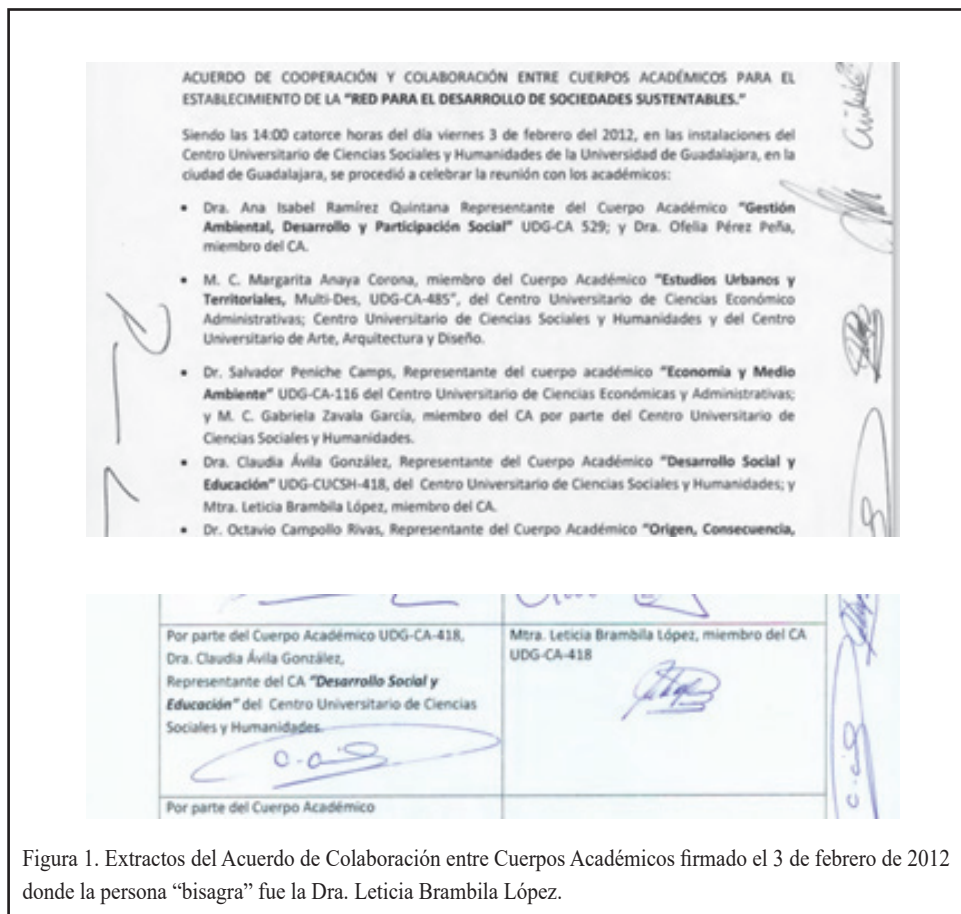 ACUERDO DE COOPERACIÓN Y COLABORACIÓN ENTRE CUERPOS ACADÉMICOS PARA EL
ESTABLECIMIENTO DE LA "RED PARA EL DESARROLLO DE SOCIEDADES SUSTENTABLES."
Siendo las 14:00 catorce horas del día viernes 3 de febrero del 2012, en las instalaciones del
Centro Universitario de Ciencias Sociales y Humanidades de la Universidad de Guadalajara, en la
ciudad de Guadalajara, se procedió a celebrar la reunión con los académicos:
• Dra. Ana Isabel Ramírez Quintana Representante del Cuerpo Académico "Gestión
Ambiental, Desarrollo y Participación Social" UDG-CA 529; y Dra. Ofelia Pérez Peña,
miembro del CA.
• M. C. Margarita Anaya Corona, miembro del Cuerpo Académico "Estudios Urbanos y
Territoriales, Multi-Des, UDG-CA-485", del Centro Universitario de Ciencias Económico
Administrativas; Centro Universitario de Ciencias Sociales y Humanidades y del Centro
Universitario de Arte, Arquitectura y Diseño.
• Dr. Salvador Peniche Camps, Representante del cuerpo académico "Economía y Medio
Ambiente" UDG-CA-116 del Centro Universitario de Ciencias Económicas y Administrativas;
y M. C. Gabriela Zavala García, miembro del CA por parte del Centro Universitario de
Ciencias Sociales y Humanidades.
• Dra. Claudia Ávila González, Representante del Cuerpo Académico "Desarrollo Social y
Educación" UDG-CUCSH-418, del Centro Universitario de Ciencias Sociales y Humanidades; y
Mtra. Leticia Brambila López, miembro del CA.
• Dr. Octavio Campollo Rivas, Representante del Cuerpo Académico "Origen, Consecuencia,
Por parte del Cuerpo Académico UDG-CA-418,
Dra. Claudia Ávila González,
Representante del CA "Desarrollo Social y
Educación" del Centro Universitario de Ciencias
Sociales y Humanidades.
Mtra. Leticia Brambila López, miembro del CA
UDG-CA-418
Por parte del Cuerpo Académico
Figura 1. Extractos del Acuerdo de Colaboración entre Cuerpos Académicos firmado el 3 de febrero de 2012
donde la persona “bisagra” fue la Dra. Leticia Brambila López.